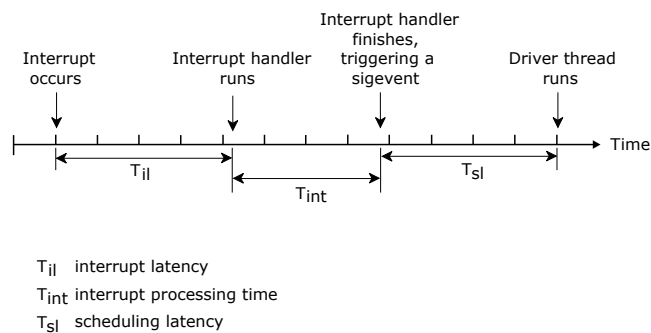 Interrupt
occurs
Interrupt handler
runs
Interrupt handler
finishes,
triggering a
sigevent
Driver thread
runs
Time
Til
Tint
Tsl
Til interrupt latency
Tint interrupt processing time
Tsl scheduling latency